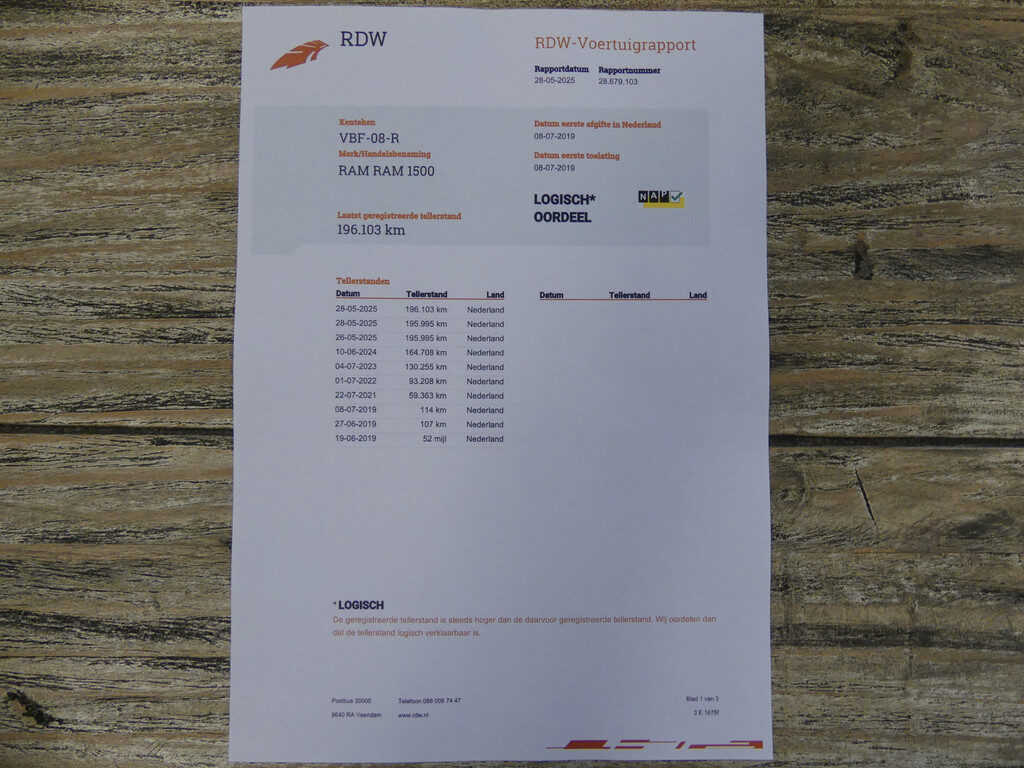 RDW
RDW-Voertuigrapport
Rapportdatum Rapportnummer
28-05-2025 28.679.103
Kenteken
VBF-08-R
Merk/Handelsbenaming
RAM RAM 1500
Laatst geregistreerde tellerstand
196.103 km
Datum eerste afgifte in Nederland
08-07-2019
Datum eerste toelating
08-07-2019
LOGISCH*
OORDEEL
NAP
Tellerstanden
Datum Tellerstand Land Datum Tellerstand Land
28-05-2025 196.103 km Nederland
28-05-2025 195.995 km Nederland
26-05-2025 195.995 km Nederland
10-06-2024 164.708 km Nederland
04-07-2023 130.255 km Nederland
01-07-2022 93.208 km Nederland
22-07-2021 59.363 km Nederland
08-07-2019 114 km Nederland
27-06-2019 107 km Nederland
19-06-2019 52 mijl Nederland
* LOGISCH
De geregistreerde tellerstand is steeds hoger dan de daarvoor geregistreerde tellerstand. Wij oordelen dan
dat de tellerstand logisch verklaarbaar is.
Postbus 30000 Telefoon 088 008 74 47 Blad 1 van 3
9640 RA Veendam www.rdw.nl 3 E 1675f